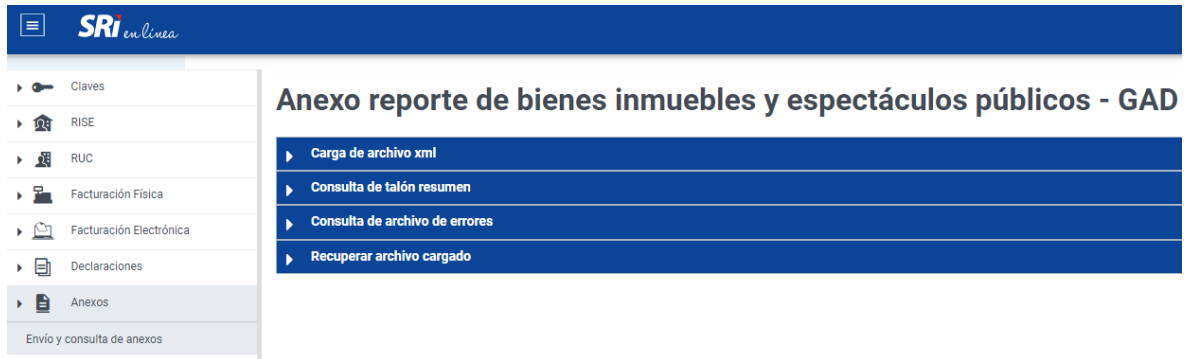 SRi en línea
Claves
RISE
RUC
Facturación Física
Facturación Electrónica
Declaraciones
Anexos
Envío y consulta de anexos
Anexo reporte de bienes inmuebles y espectáculos públicos - GAD
Carga de archivo xml
Consulta de talón resumen
Consulta de archivo de errores
Recuperar archivo cargado